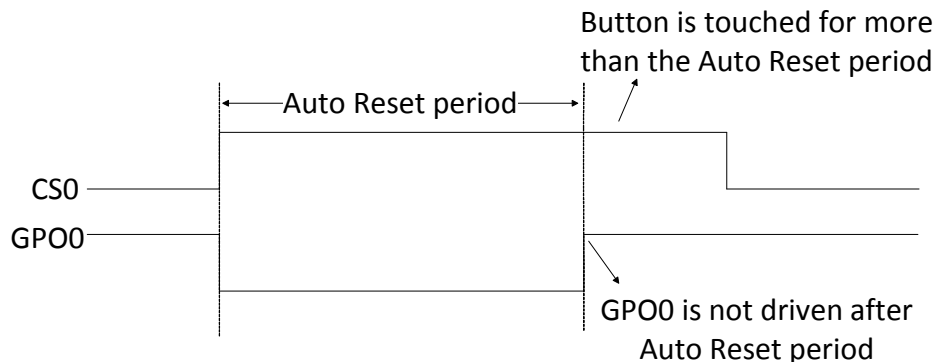 Button is touched for more
than the Auto Reset period
Auto Reset period
CS0
GPO0
GPO0 is not driven after
Auto Reset period